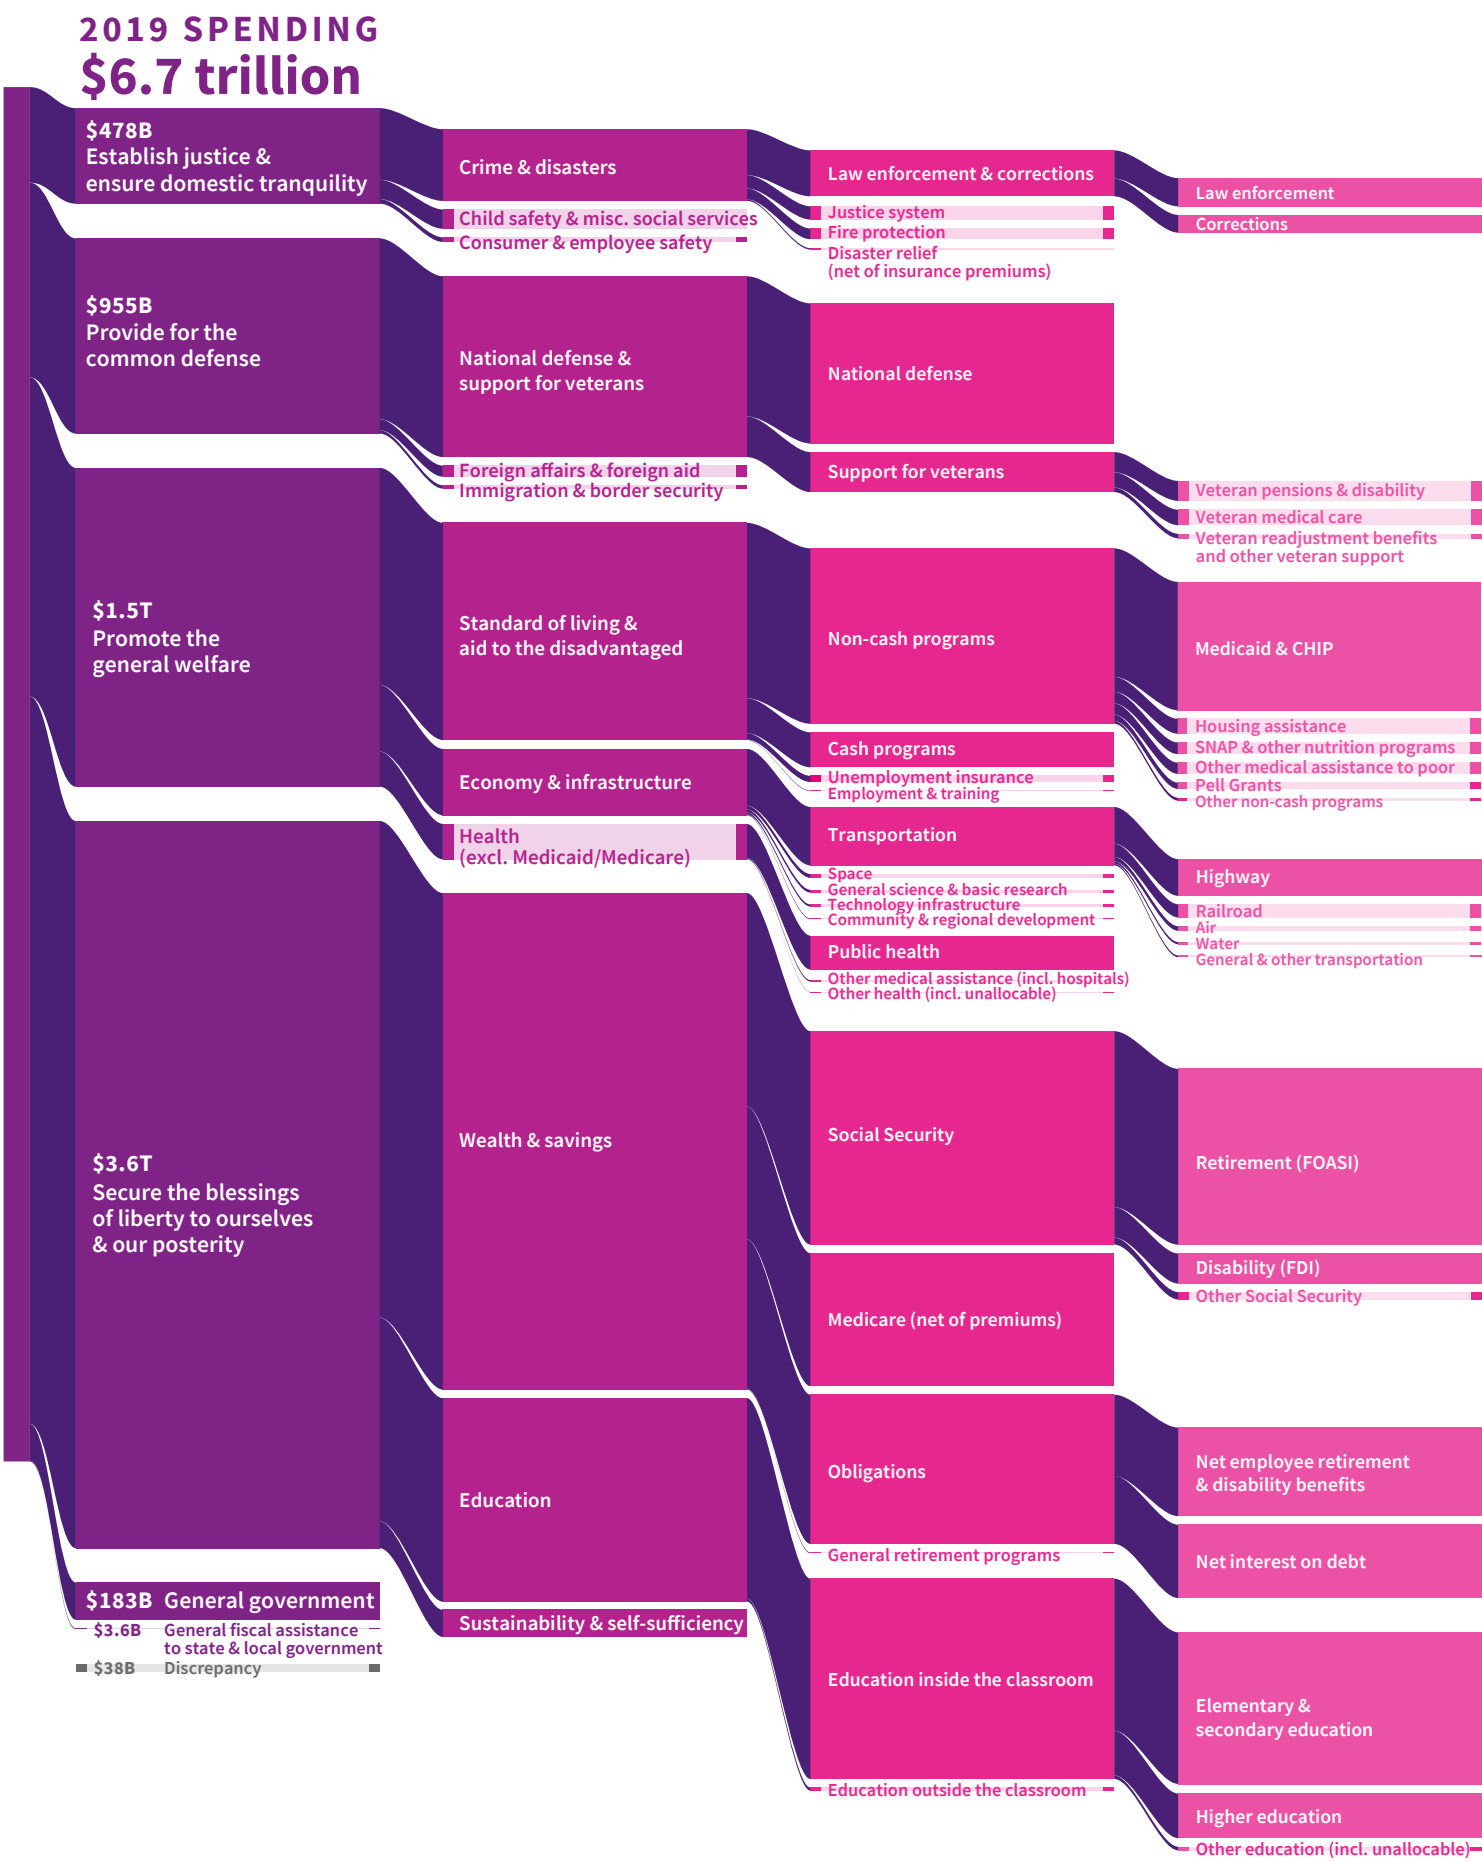 2019 SPENDING
$6.7 trillion
$478B
Establish justice &
ensure domestic tranquility
$955B
Provide for the
common defense
$1.5T
Promote the
general welfare
$3.6T
Secure the blessings
of liberty to ourselves
& our posterity
$183B General government
$3.6B General fiscal assistance
to state & local government
$38B Discrepancy
Crime & disasters
Child safety & misc. social services
Consumer & employee safety
National defense &
support for veterans
Foreign affairs & foreign aid
Immigration & border security
Standard of living &
aid to the disadvantaged
Economy & infrastructure
Health
(excl. Medicaid/Medicare)
Wealth & savings
Education
Sustainability & self-sufficiency
Law enforcement & corrections
Justice system
Fire protection
Disaster relief
(net of insurance premiums)
National defense
Support for veterans
Non-cash programs
Cash programs
Unemployment insurance
Employment & training
Transportation
Space
General science & basic research
Technology infrastructure
Community & regional development
Public health
Other medical assistance (incl. hospitals)
Other health (incl. unallocable)
Social Security
Medicare (net of premiums)
Obligations
General retirement programs
Education inside the classroom
Education outside the classroom
Law enforcement
Corrections
Veteran pensions & disability
Veteran medical care
Veteran readjustment benefits
and other veteran support
Medicaid & CHIP
Housing assistance
SNAP & other nutrition programs
Other medical assistance to poor
Pell Grants
Other non-cash programs
Highway
Railroad
Air
Water
General & other transportation
Retirement (FOASI)
Disability (FDI)
Other Social Security
Net employee retirement
& disability benefits
Net interest on debt
Elementary &
secondary education
Higher education
Other education (incl. unallocable)